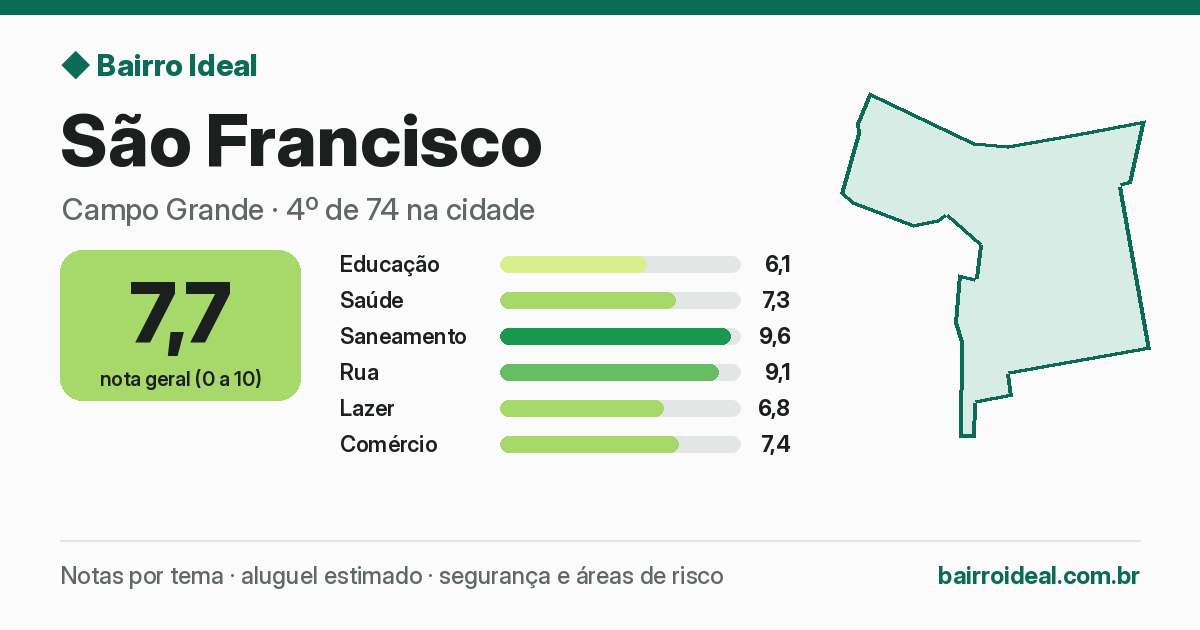 Bairro Ideal
São Francisco
Campo Grande · 4º de 74 na cidade
7,7
nota geral (0 a 10)
Educação 6,1
Saúde 7,3
Saneamento 9,6
Rua 9,1
Lazer 6,8
Comércio 7,4
Notas por tema · aluguel estimado · segurança e áreas de risco
bairroideal.com.br